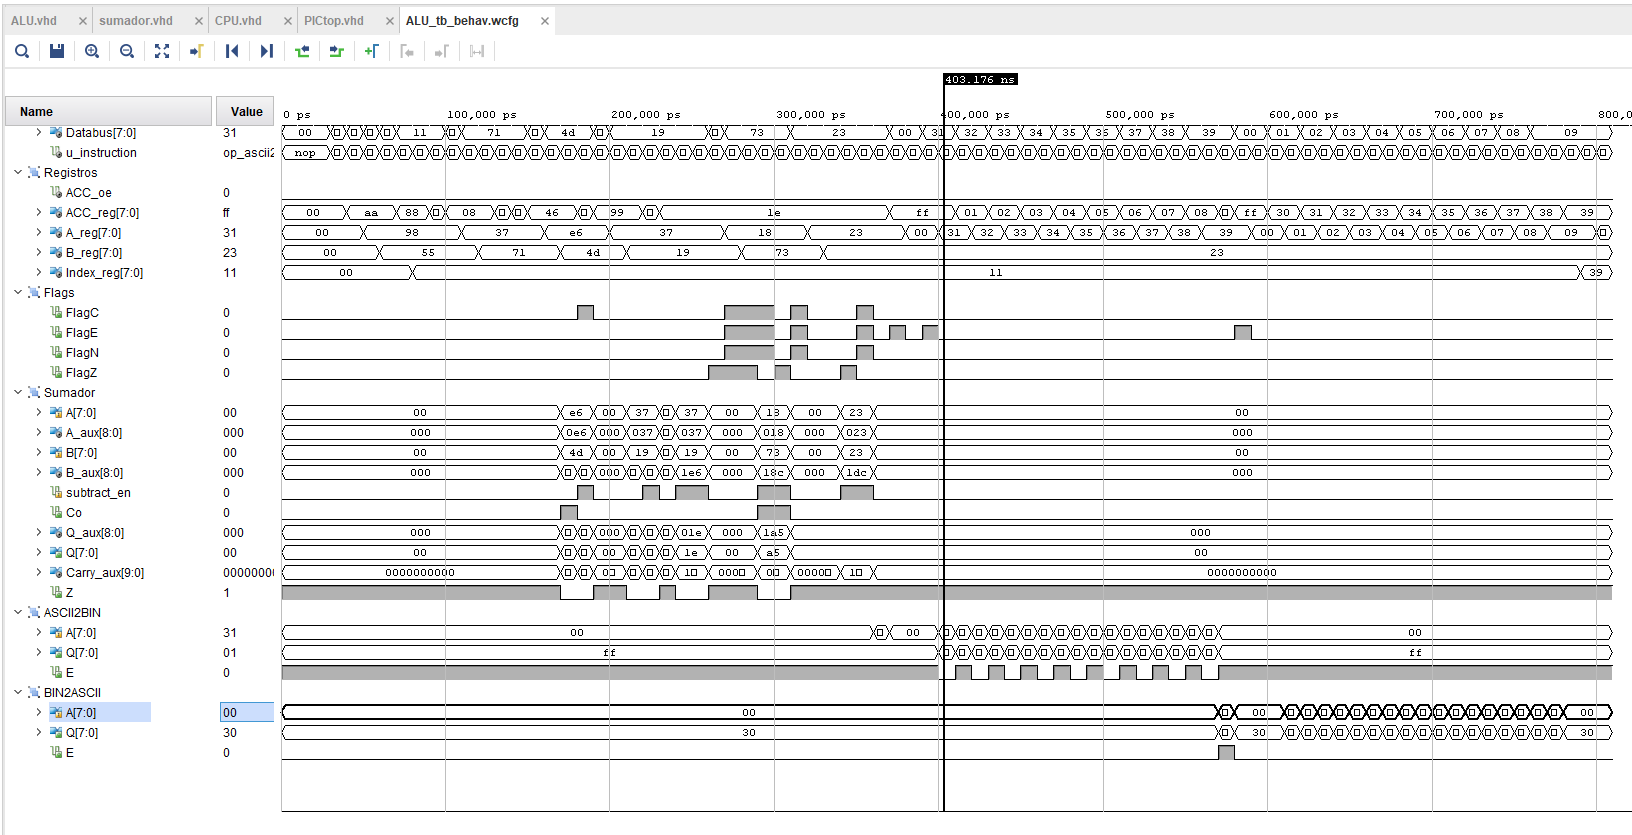 ALU.vhd × sumador.vhd × CPU.vhd × PICtop.vhd × ALU_tb_behav.wcfg ×
403.176 ns
Name Value 0 ps 100,000 ps 200,000 ps 300,000 ps 400,000 ps 500,000 ps 600,000 ps 700,000 ps 800,0
Databus[7:0] 31 00 11 71 4d 19 73 23 00 31 32 33 34 35 36 37 38 39 00 01 02 03 04 05 06 07 08 09
u_instruction op_ascii2 nop
Registros
ACC_oe 0
ACC_reg[7:0] ff 00 aa 88 08 46 99 1e ff 01 02 03 04 05 06 07 08 ff 30 31 32 33 34 35 36 37 38 39
A_reg[7:0] 31 00 98 37 e6 37 18 23 00 31 32 33 34 35 36 37 38 39 00 01 02 03 04 05 06 07 08 09
B_reg[7:0] 23 00 55 71 4d 19 73 23
Index_reg[7:0] 11 00 11 39
Flags
FlagC 0
FlagE 0
FlagN 0
FlagZ 0
Sumador
A[7:0] 00 00 e6 00 37 37 00 18 00 23 00
A_aux[8:0] 000 000 0e6 000 037 037 000 018 000 023 000
B[7:0] 00 00 4d 00 19 19 00 73 00 23 00
B_aux[8:0] 000 000 000 1e6 000 18c 000 1dc 000
subtract_en 0
Co 0
Q_aux[8:0] 000 000 000 01e 000 1a5 000
Q[7:0] 00 00 00 1e 00 a5 00
Carry_aux[9:0] 0000000 0000000000 0000000000
Z 1
ASCII2BIN
A[7:0] 31 00 00 00
Q[7:0] 01 ff ff
E 0
BIN2ASCII
A[7:0] 00 00 00 00
Q[7:0] 30 30 30 30
E 0